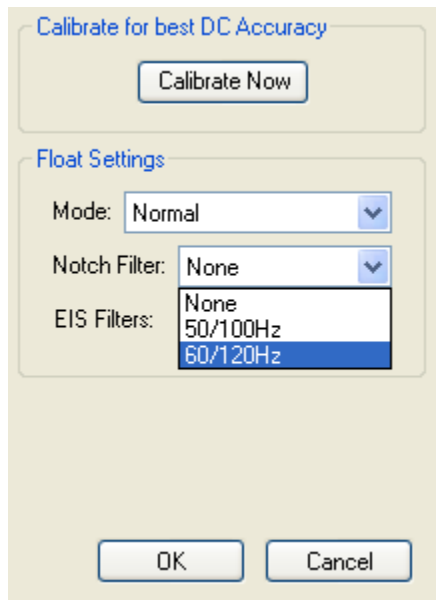 Calibrate for best DC Accuracy
Calibrate Now
Float Settings
Mode: Normal
Notch Filter: None
None
EIS Filters: 50/100Hz
60/120Hz
OK Cancel